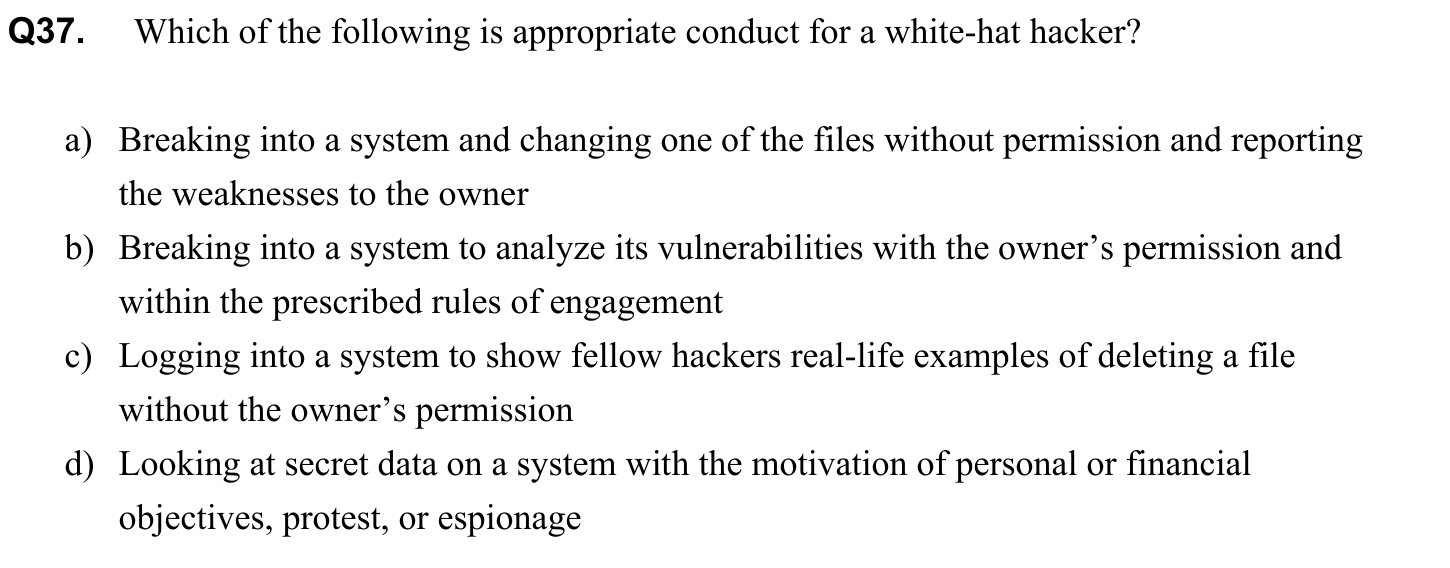 Q37. Which of the following is appropriate conduct for a white-hat hacker?
a) Breaking into a system and changing one of the files without permission and reporting
the weaknesses to the owner
b) Breaking into a system to analyze its vulnerabilities with the owner’s permission and
within the prescribed rules of engagement
c) Logging into a system to show fellow hackers real-life examples of deleting a file
without the owner’s permission
d) Looking at secret data on a system with the motivation of personal or financial
objectives, protest, or espionage